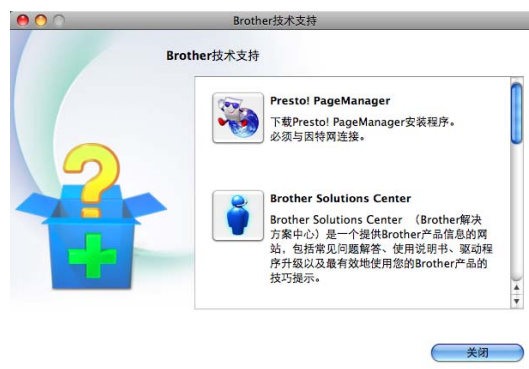 Brother技术支持
Brother技术支持
Presto! PageManager
下载Presto! PageManager安装程序。
必须与因特网连接。
Brother Solutions Center
Brother Solutions Center （Brother解决
方案中心）是一个提供Brother产品信息的网
站，包括常见问题解答、使用说明书、驱动程
序升级以及最有效地使用您的Brother产品的
技巧提示。
关闭